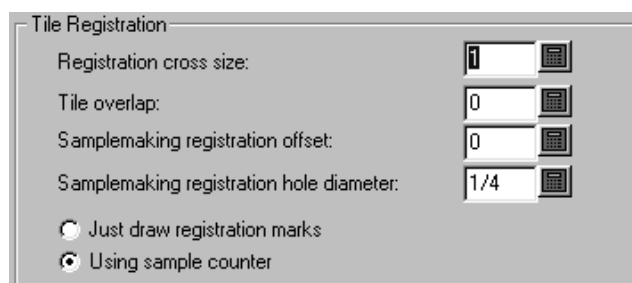 Tile Registration
Registration cross size: 1
Tile overlap: 0
Samplemaking registration offset: 0
Samplemaking registration hole diameter: 1/4
Just draw registration marks
Using sample counter